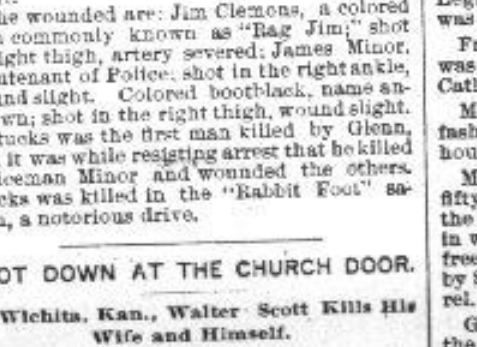 he wounded are: Jim Clemons, a colored
commonly known as "Rag Jim;" shot
ight thigh, artery severed; James Minor,
utenant of Police; shot in the right ankle,
und slight. Colored bootblack, name un-
wn; shot in the right thigh, wound slight.
tucks was the first man killed by Glenn,
it was while resisting arrest that he killed
iceman Minor and wounded the others.
cks was killed in the "Rabbit Foot" sa-
n, a notorious drive.
OT DOWN AT THE CHURCH DOOR.
Wichita, Kan., Walter Scott Kills His
Wife and Himself.
was
Fr
was
Cath
M
fash
hou
M
fifty
the
in w
free
by S
rel.
G
the